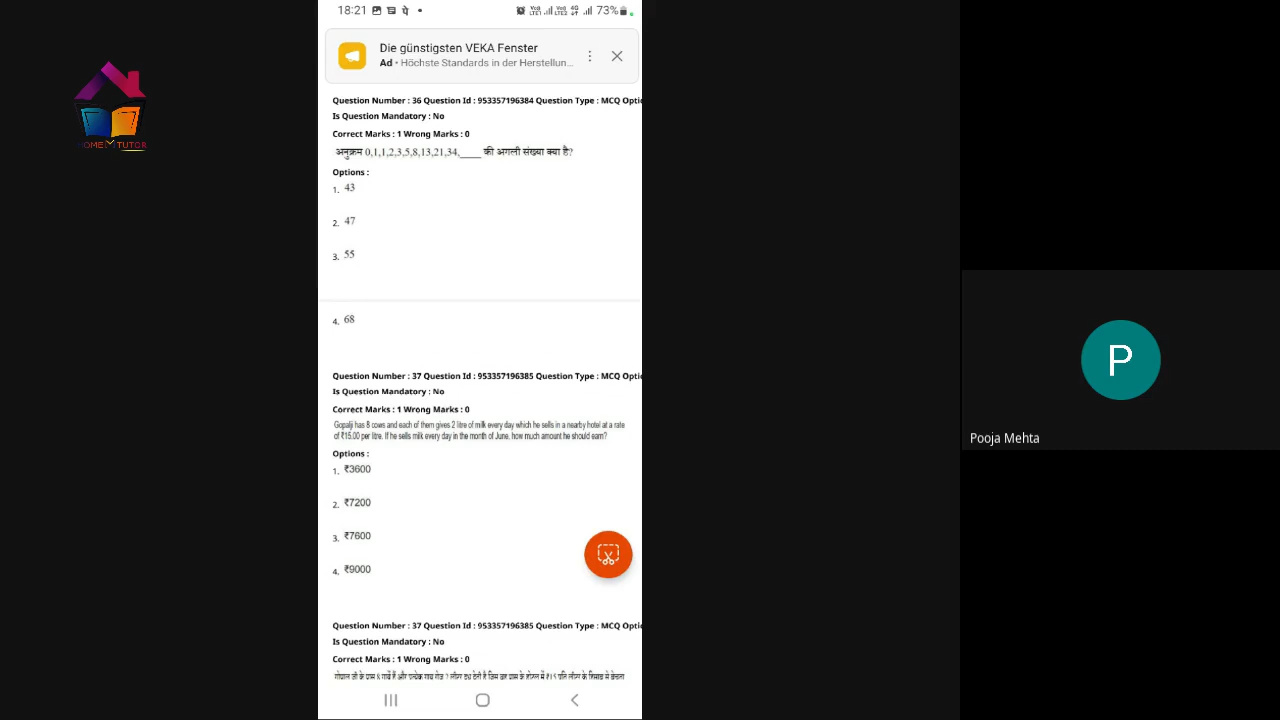 18:21
73%
HOME TUTOR
Die günstigsten VEKA Fenster
Ad • Höchste Standards in der Herstellun...
Question Number : 36 Question Id : 953357196384 Question Type : MCQ Optio
Is Question Mandatory : No
Correct Marks : 1 Wrong Marks : 0
अनुक्रम 0,1,1,2,3,5,8,13,21,34,____ की अगली संख्या क्या है?
Options :
1. 43
2. 47
3. 55
4. 68
Question Number : 37 Question Id : 953357196385 Question Type : MCQ Optio
Is Question Mandatory : No
Correct Marks : 1 Wrong Marks : 0
Gopalji has 8 cows and each of them gives 2 litre of milk every day which he sells in a nearby hotel at a rate
of ₹15.00 per litre. If he sells milk every day in the month of June, how much amount he should earn?
Options :
1. ₹3600
2. ₹7200
3. ₹7600
4. ₹9000
Question Number : 37 Question Id : 953357196385 Question Type : MCQ Optio
Is Question Mandatory : No
Correct Marks : 1 Wrong Marks : 0
P
Pooja Mehta